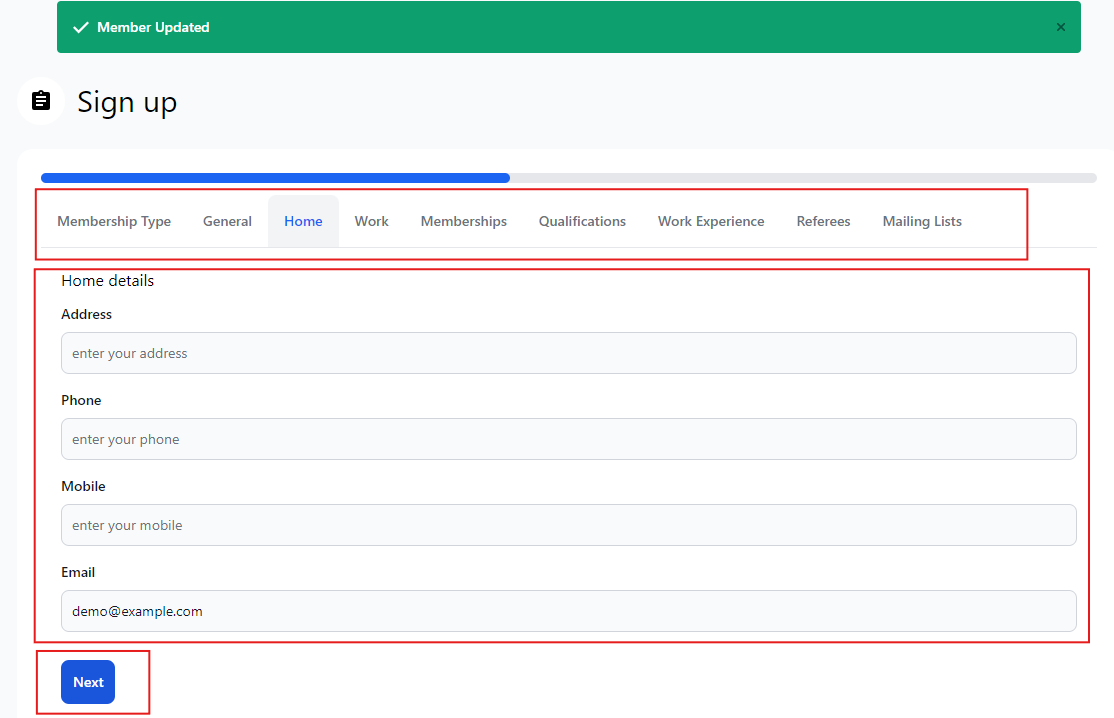 Member Updated ×
Sign up
Membership Type General Home Work Memberships Qualifications Work Experience Referees Mailing Lists
Home details
Address
enter your address
Phone
enter your phone
Mobile
enter your mobile
Email
demo@example.com
Next